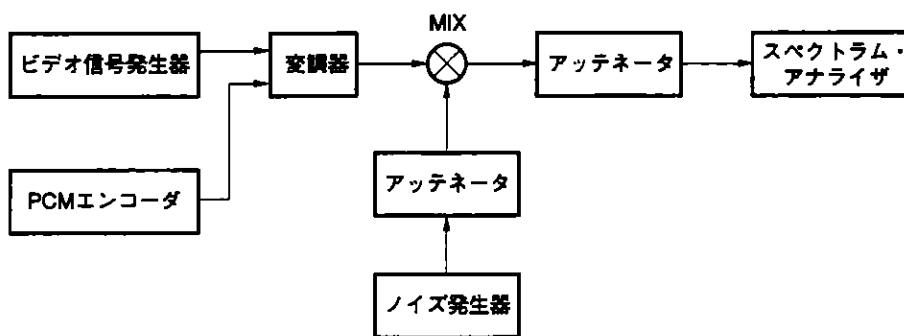 MIX
ビデオ信号発生器
変調器
アッテネータ
スペクトラム・
アナライザ
PCMエンコーダ
アッテネータ
ノイズ発生器